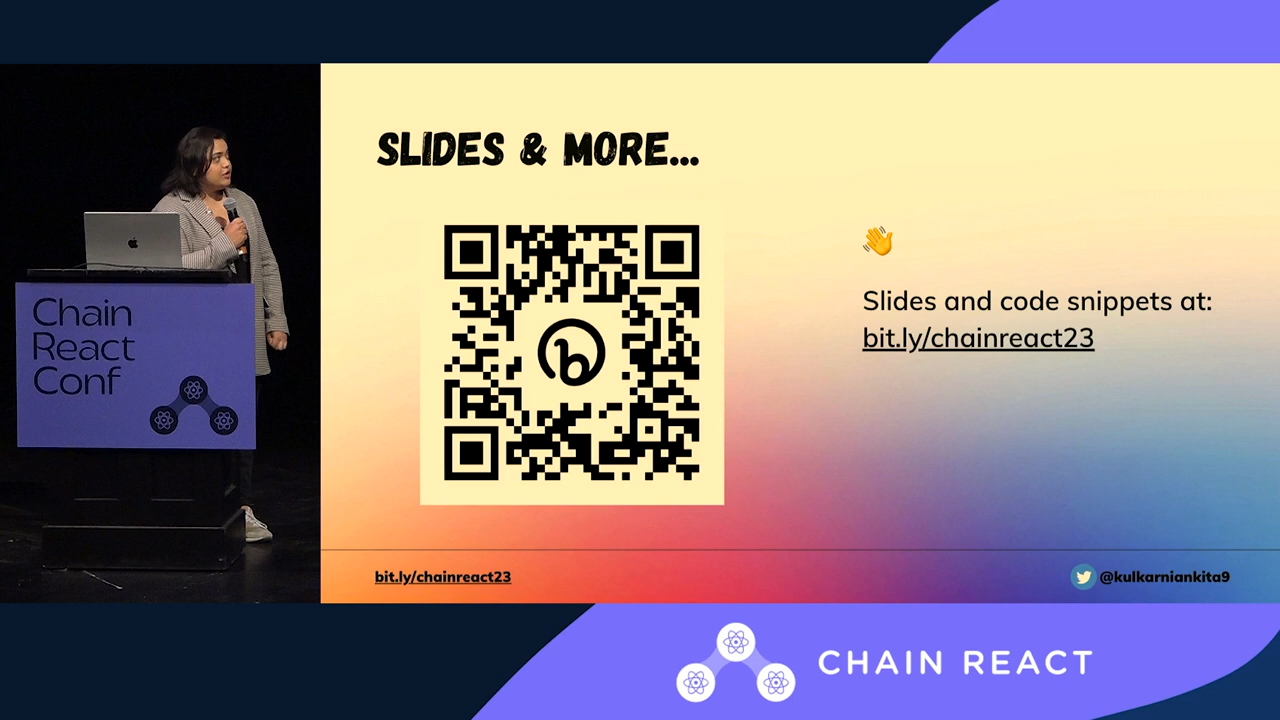 SLIDES & MORE...
👋
Slides and code snippets at:
bit.ly/chainreact23
bit.ly/chainreact23
@kulkarniankita9
Chain
React
Conf
CHAIN REACT